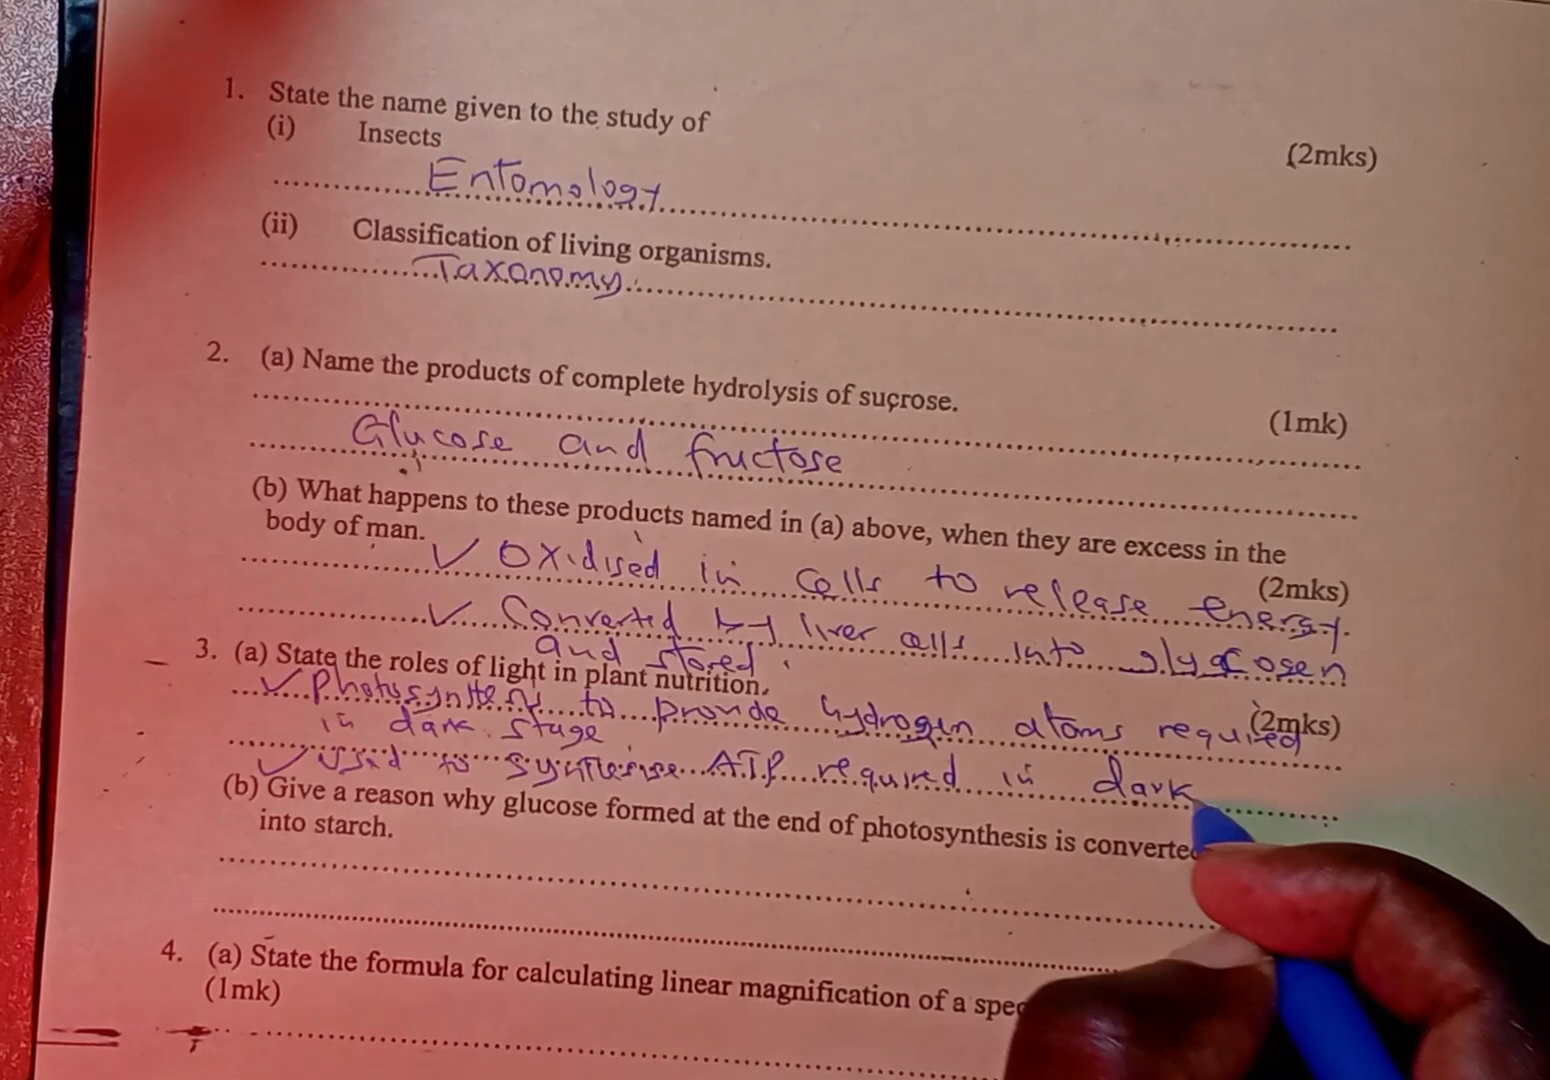 1. State the name given to the study of
(i) Insects (2mks)
Entomology
(ii) Classification of living organisms.
Taxonomy
2. (a) Name the products of complete hydrolysis of sucrose. (1mk)
Glucose and fructose
(b) What happens to these products named in (a) above, when they are excess in the
body of man. (2mks)
✓ Oxidised in cells to release energy.
✓ Converted by liver cells into glycogen
and stored.
3. (a) State the roles of light in plant nutrition. (2mks)
✓ to provide hydrogen atoms required
in dark stage
✓ Used to synthesise ATP required in dark
(b) Give a reason why glucose formed at the end of photosynthesis is converte
into starch.
4. (a) State the formula for calculating linear magnification of a spec
(1mk)